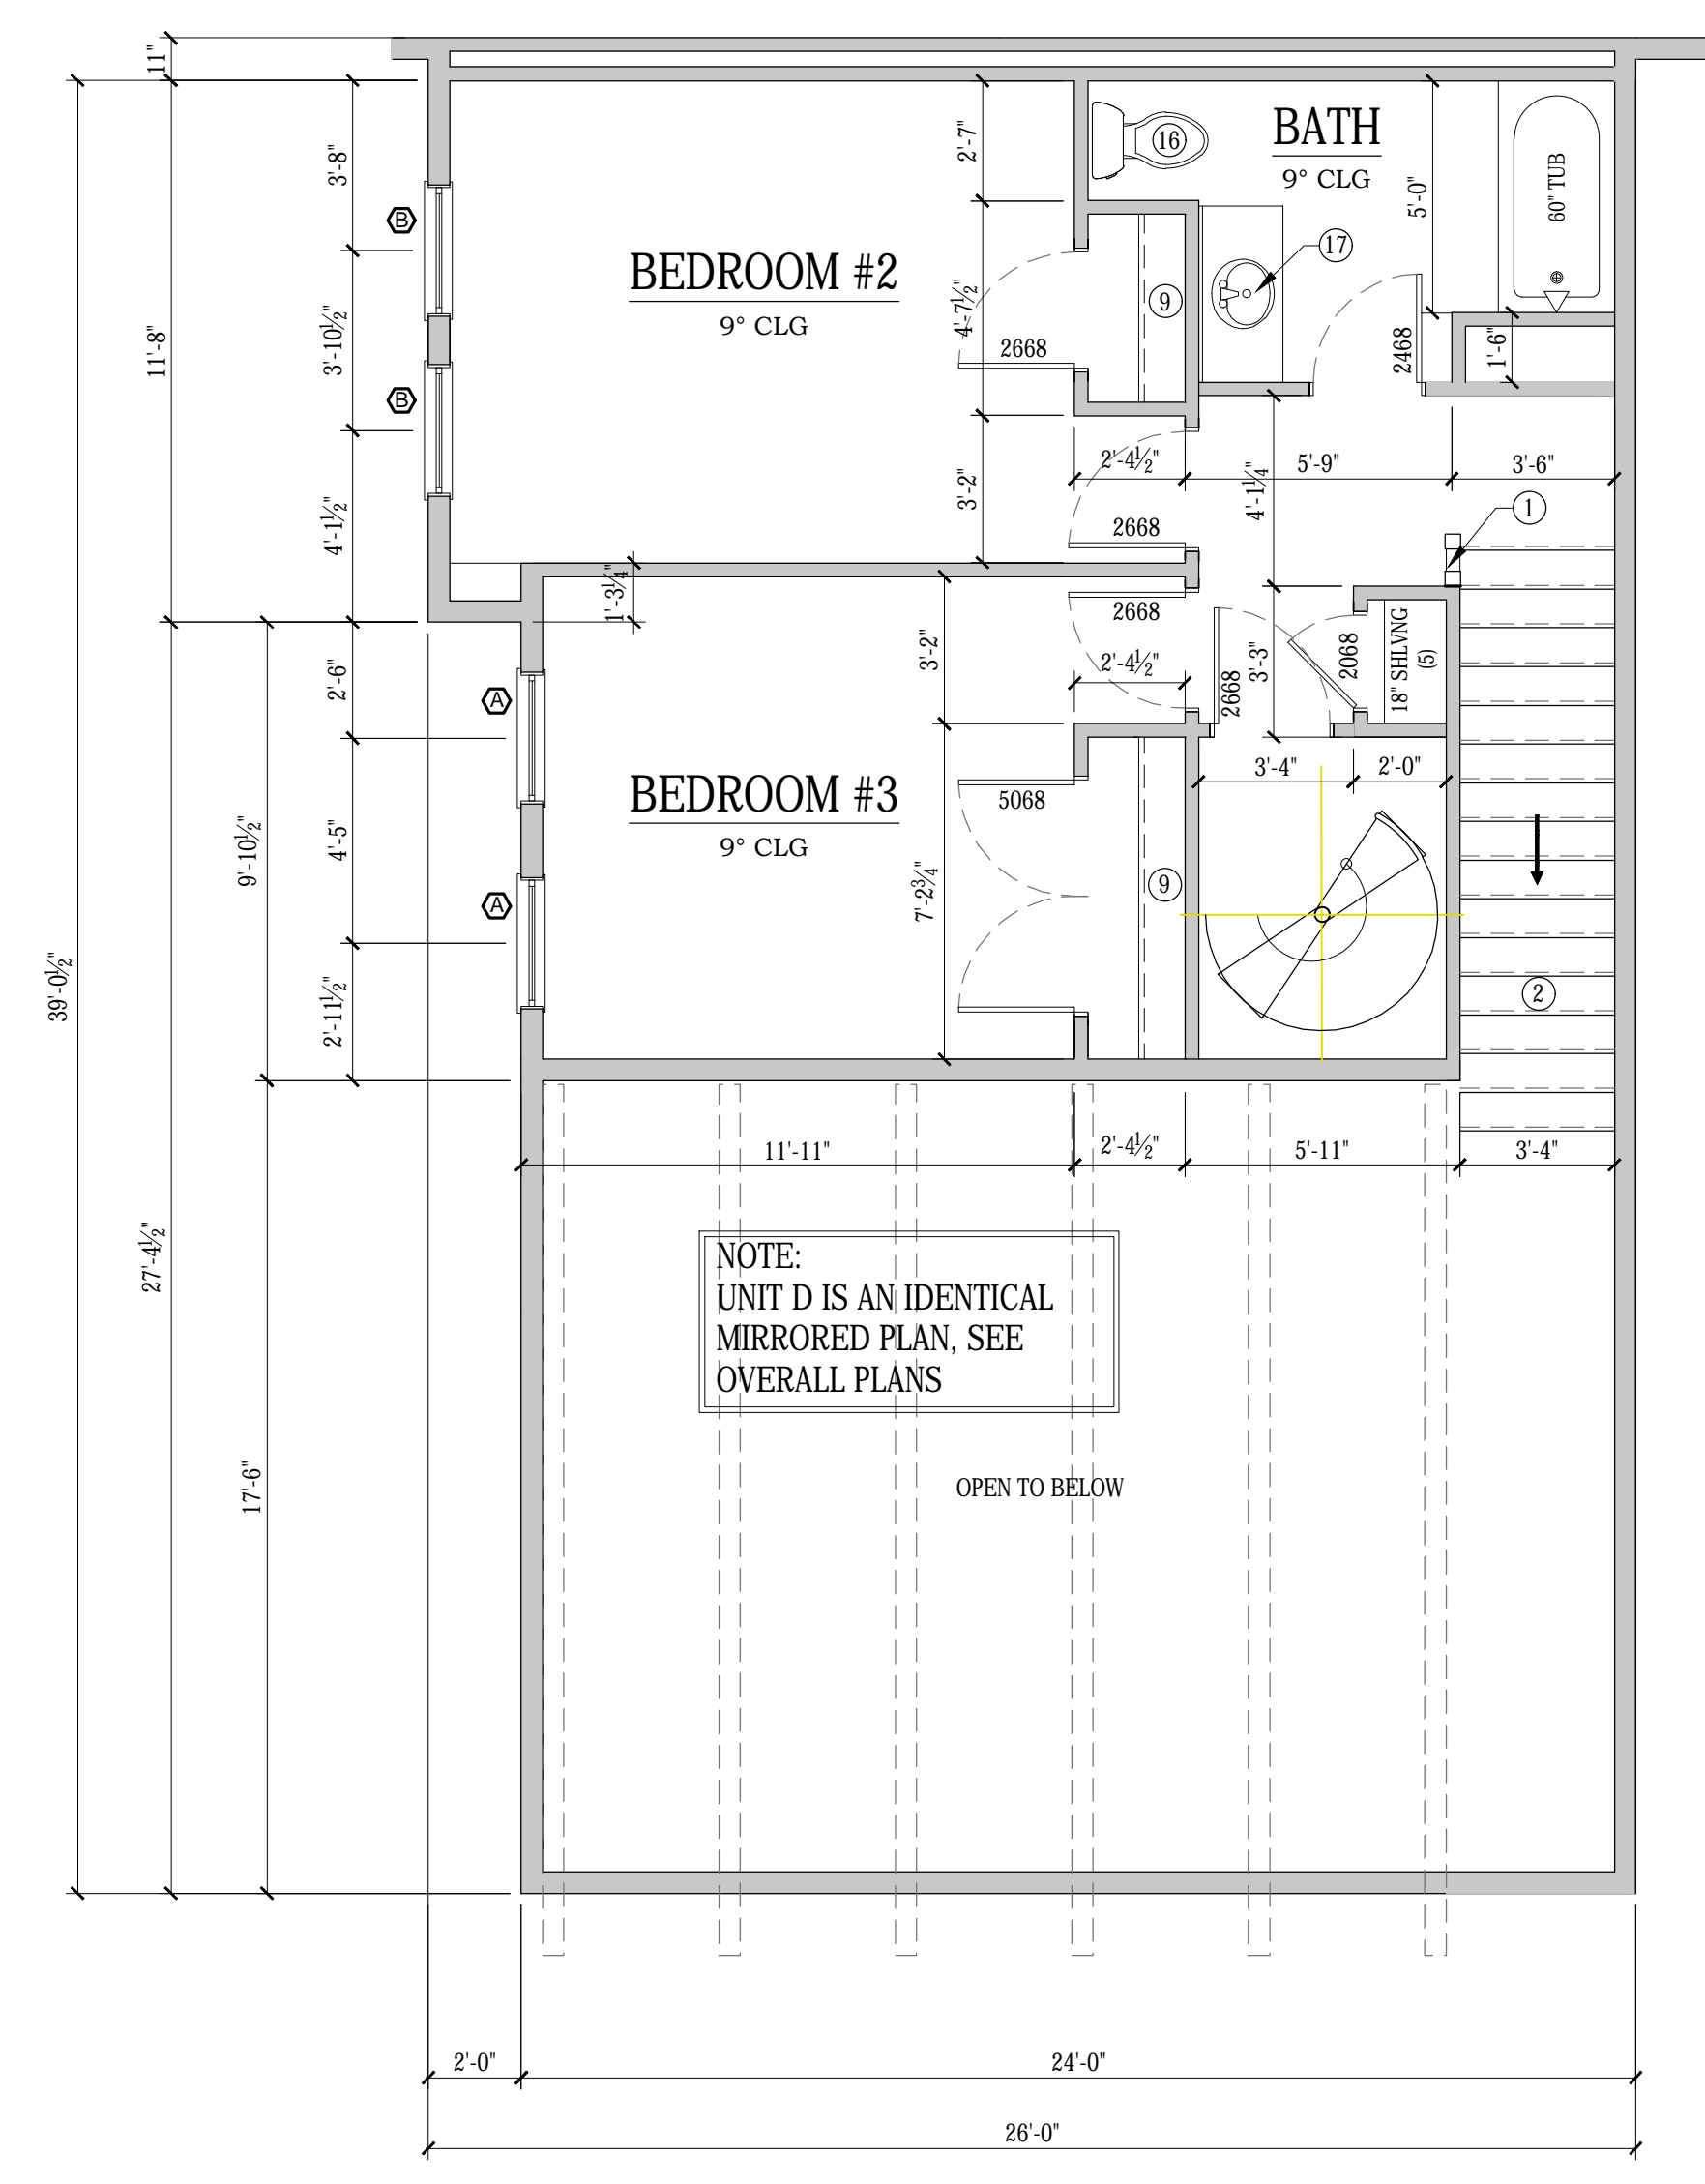 11"
BATH
9° CLG
16
2'-7"
3'-8"
5'-0"
60" TUB
B
17
BEDROOM #2
9° CLG
4'-7½"
9
3'-10½"
11'-8"
2668
2468
1'-6"
B
2'-4½"
5'-9"
3'-6"
3'-2"
4'-1¼"
4'-1½"
2668
1
1'-3¼"
2668
3'-2"
2'-4½"
2668
3'-3"
2068
18" SHLVNG
(5)
2'-6"
A
3'-4"
2'-0"
BEDROOM #3
9° CLG
5068
4'-5"
9'-10½"
7'-2¾"
9
A
39'-0½"
2'-11½"
2
11'-11"
2'-4½"
5'-11"
3'-4"
27'-4½"
NOTE:
UNIT D IS AN IDENTICAL
MIRRORED PLAN, SEE
OVERALL PLANS
17'-6"
OPEN TO BELOW
2'-0"
24'-0"
26'-0"